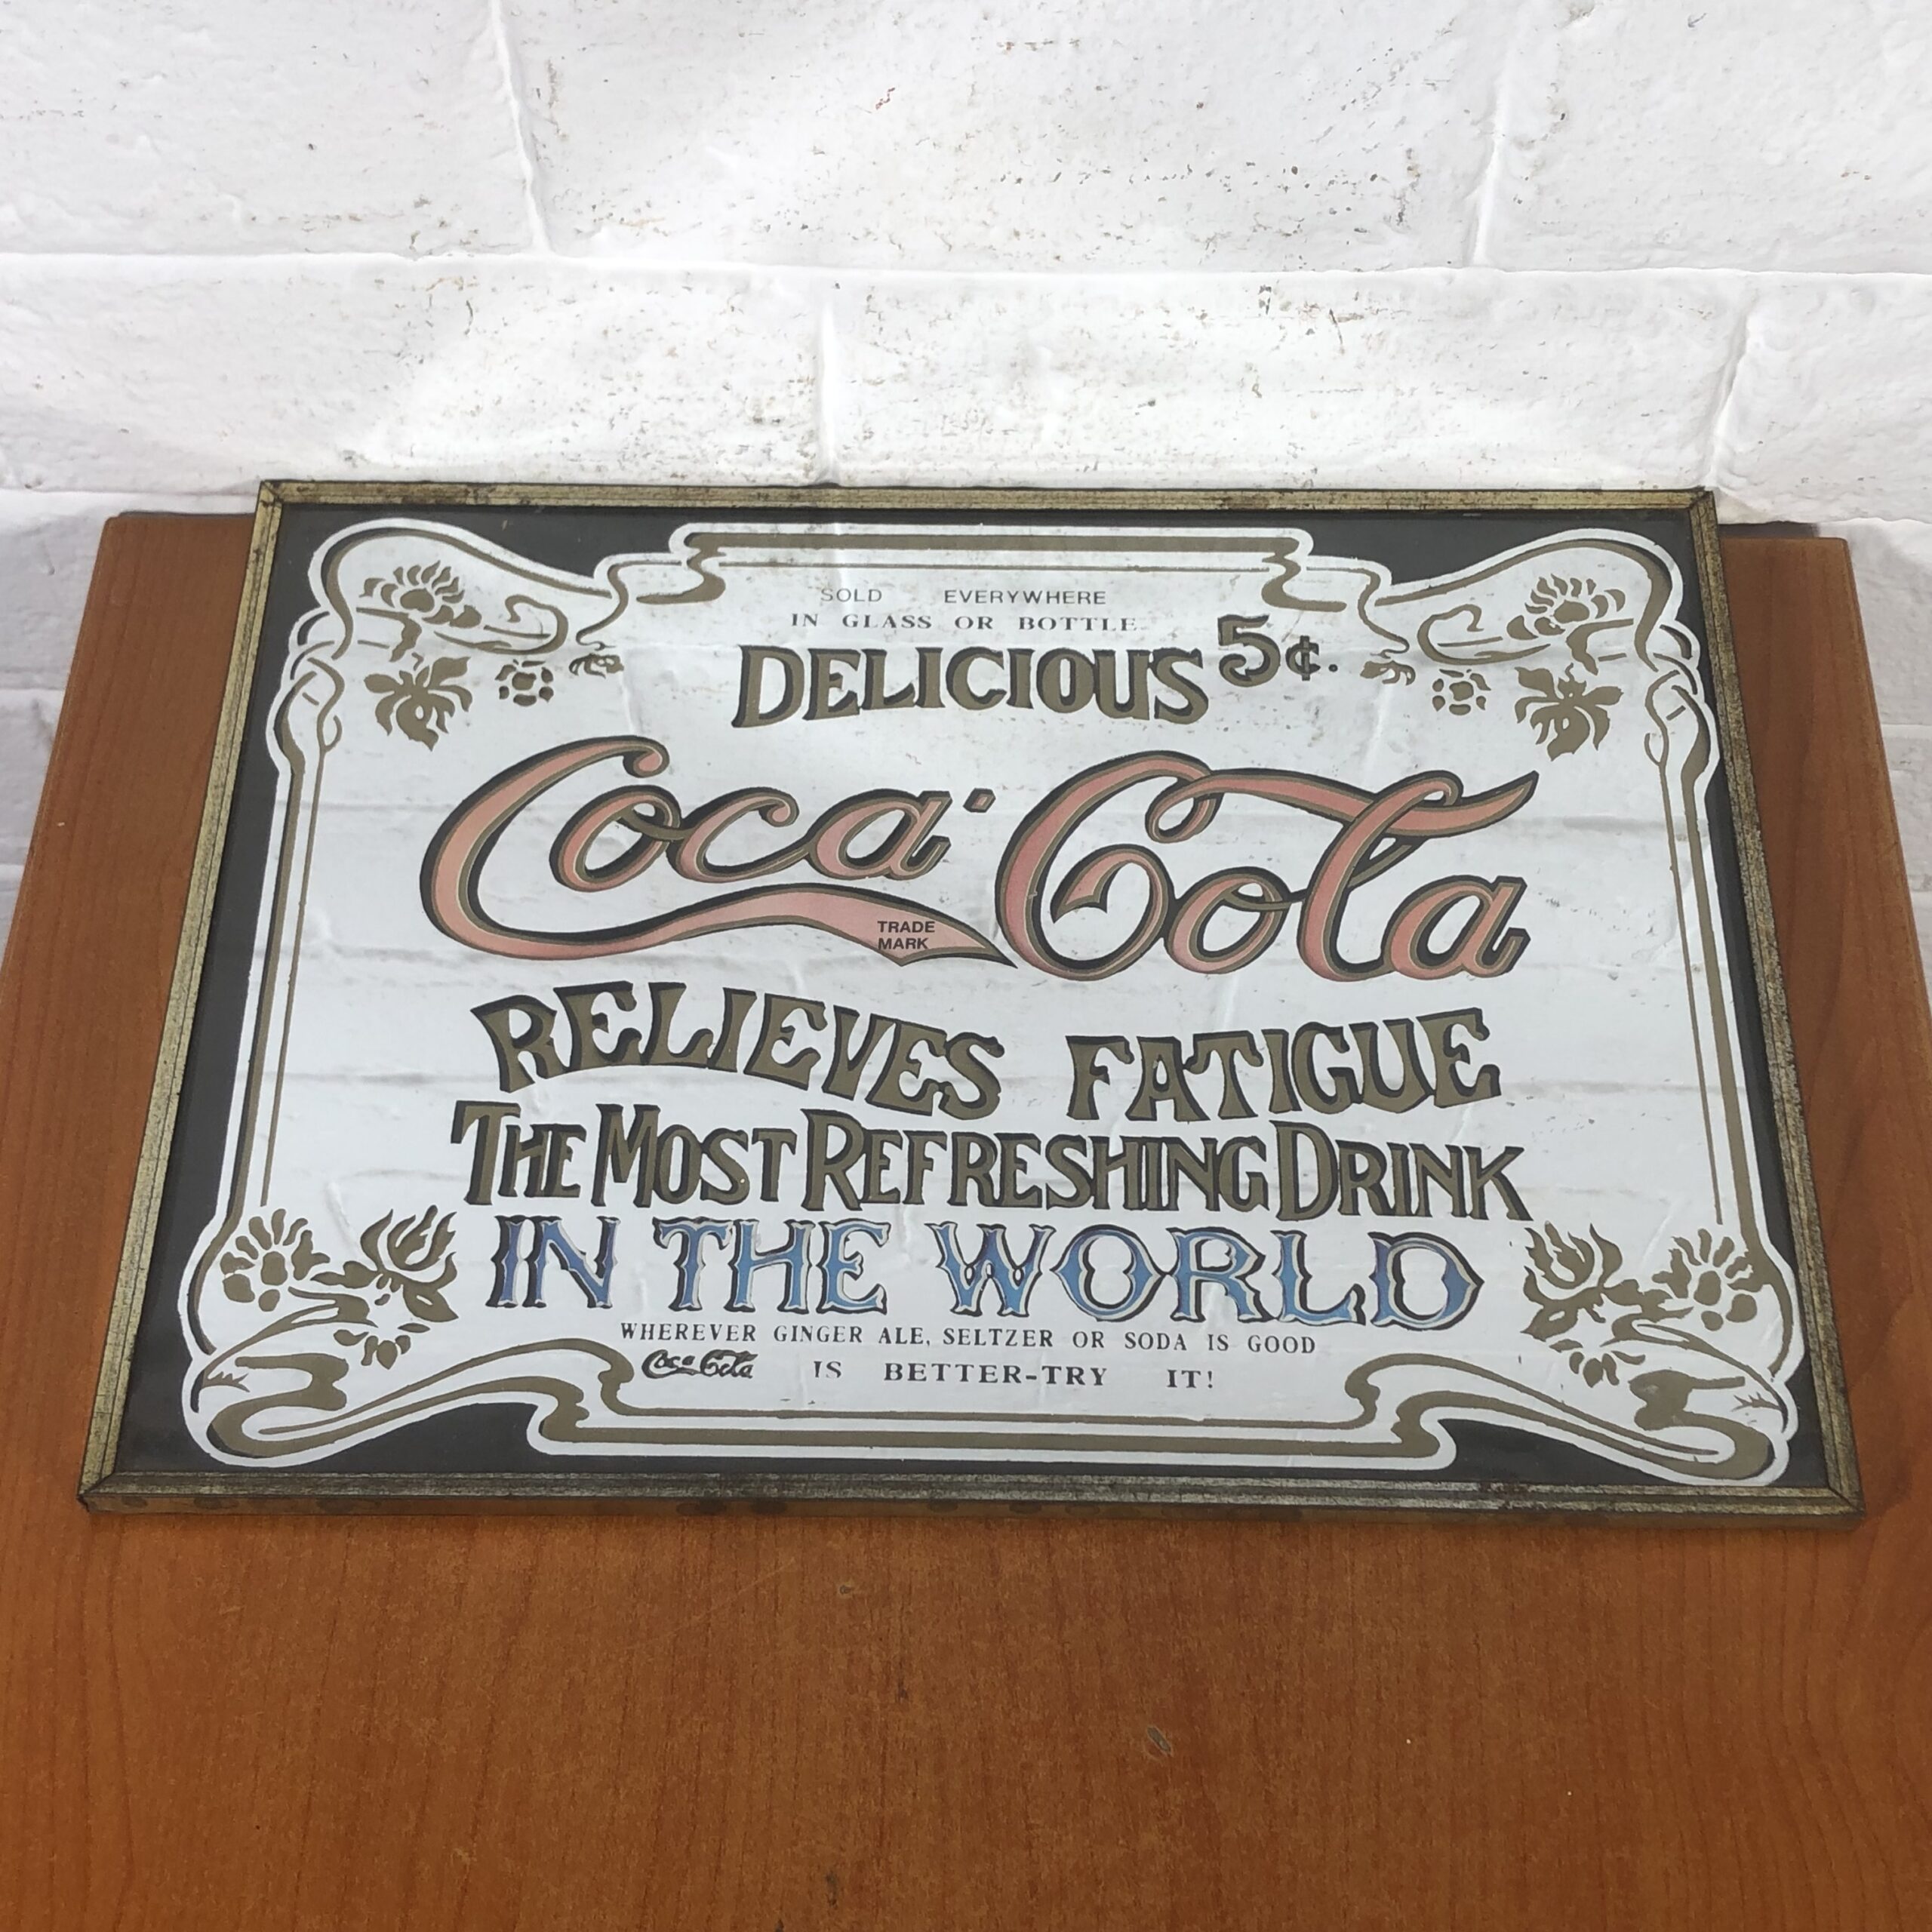 SOLD EVERYWHERE
IN GLASS OR BOTTLE
DELICIOUS 5¢.
Coca-Cola
TRADE
MARK
RELIEVES FATIGUE
THE MOST REFRESHING DRINK
IN THE WORLD
WHEREVER GINGER ALE, SELTZER OR SODA IS GOOD
Coca-Cola IS BETTER-TRY IT!